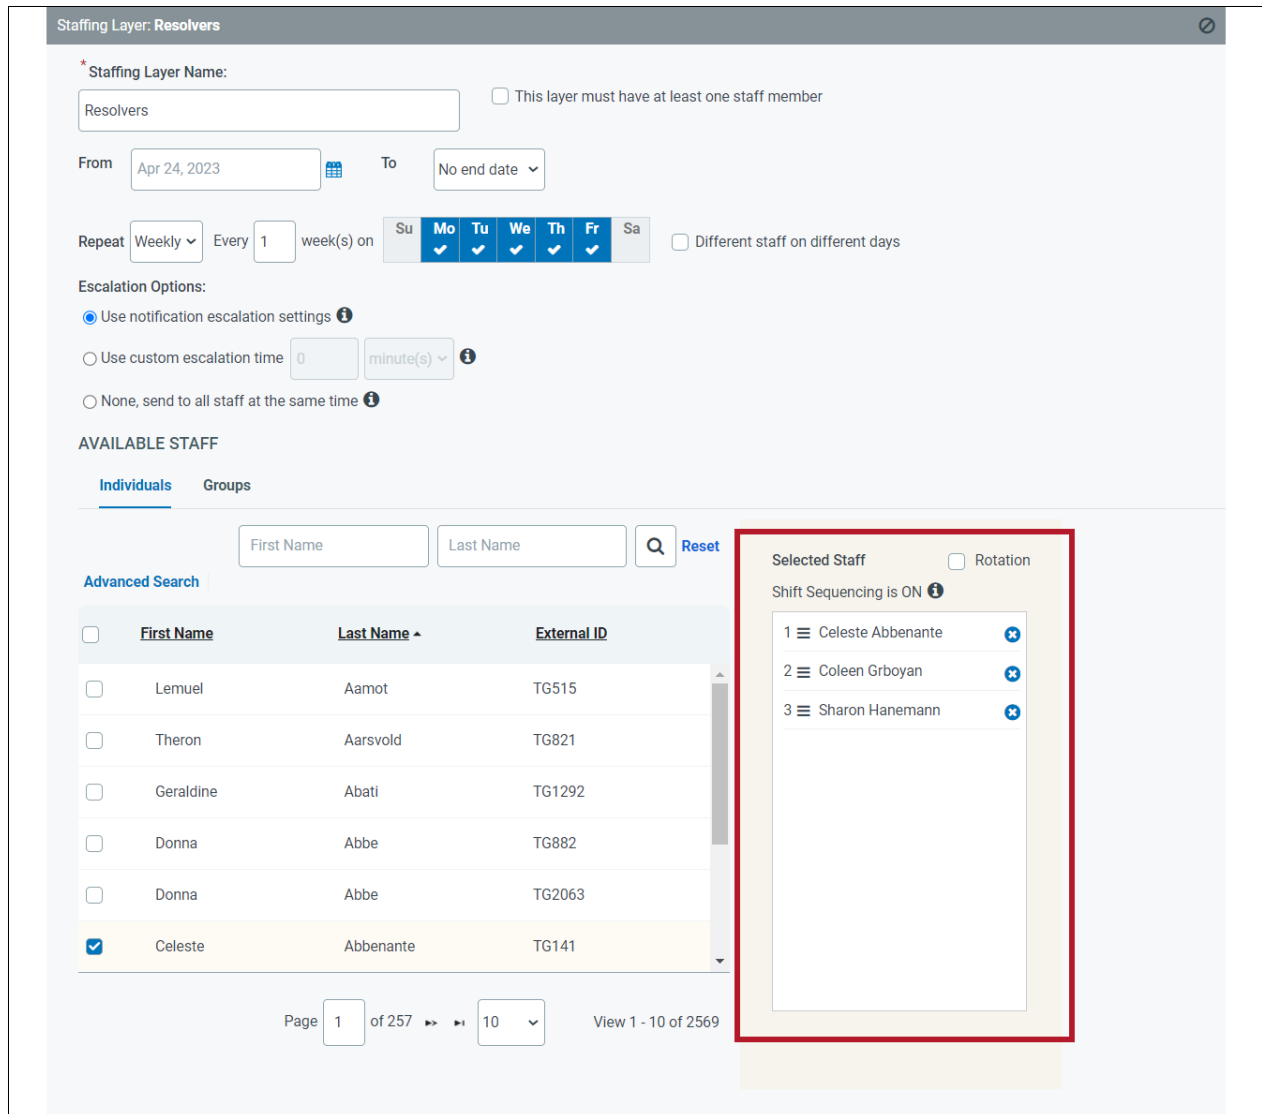 Staffing Layer: Resolvers
*Staffing Layer Name:
Resolvers
This layer must have at least one staff member
From
Apr 24, 2023
To
No end date
Repeat
Weekly
Every
1
week(s) on
Su Mo Tu We Th Fr Sa
Different staff on different days
Escalation Options:
Use notification escalation settings
Use custom escalation time
0
minute(s)
None, send to all staff at the same time
AVAILABLE STAFF
Individuals Groups
First Name
Last Name
Reset
Advanced Search
First Name Last Name External ID
Lemuel Aamot TG515
Theron Aarsvold TG821
Geraldine Abati TG1292
Donna Abbe TG882
Donna Abbe TG2063
Celeste Abbenante TG141
Page 1 of 257
10
View 1 - 10 of 2569
Selected Staff
Rotation
Shift Sequencing is ON
1 Celeste Abbenante
2 Coleen Grboyan
3 Sharon Hanemann